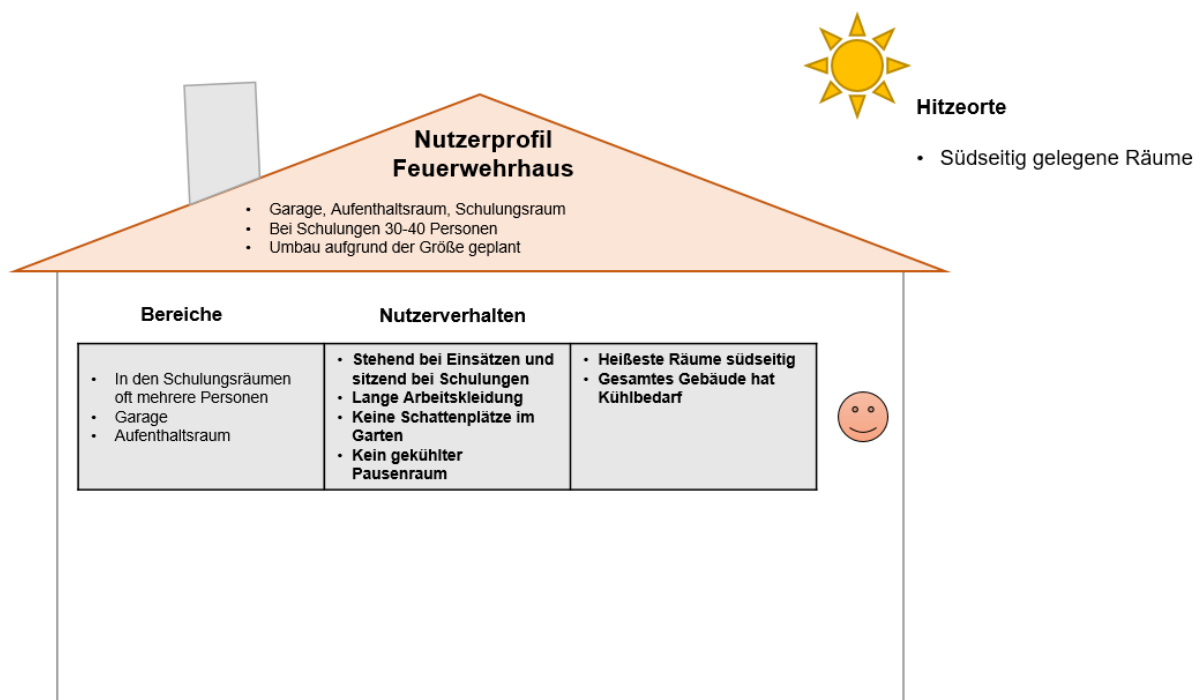 Hitzeorte
• Südseitig gelegene Räume
Nutzerprofil
Feuerwehrhaus
• Garage, Aufenthaltsraum, Schulungsraum
• Bei Schulungen 30-40 Personen
• Umbau aufgrund der Größe geplant
Bereiche
Nutzerverhalten
• In den Schulungsräumen
oft mehrere Personen
• Garage
• Aufenthaltsraum
• Stehend bei Einsätzen und
sitzend bei Schulungen
• Lange Arbeitskleidung
• Keine Schattenplätze im
Garten
• Kein gekühlter
Pausenraum
• Heißeste Räume südseitig
• Gesamtes Gebäude hat
Kühlbedarf